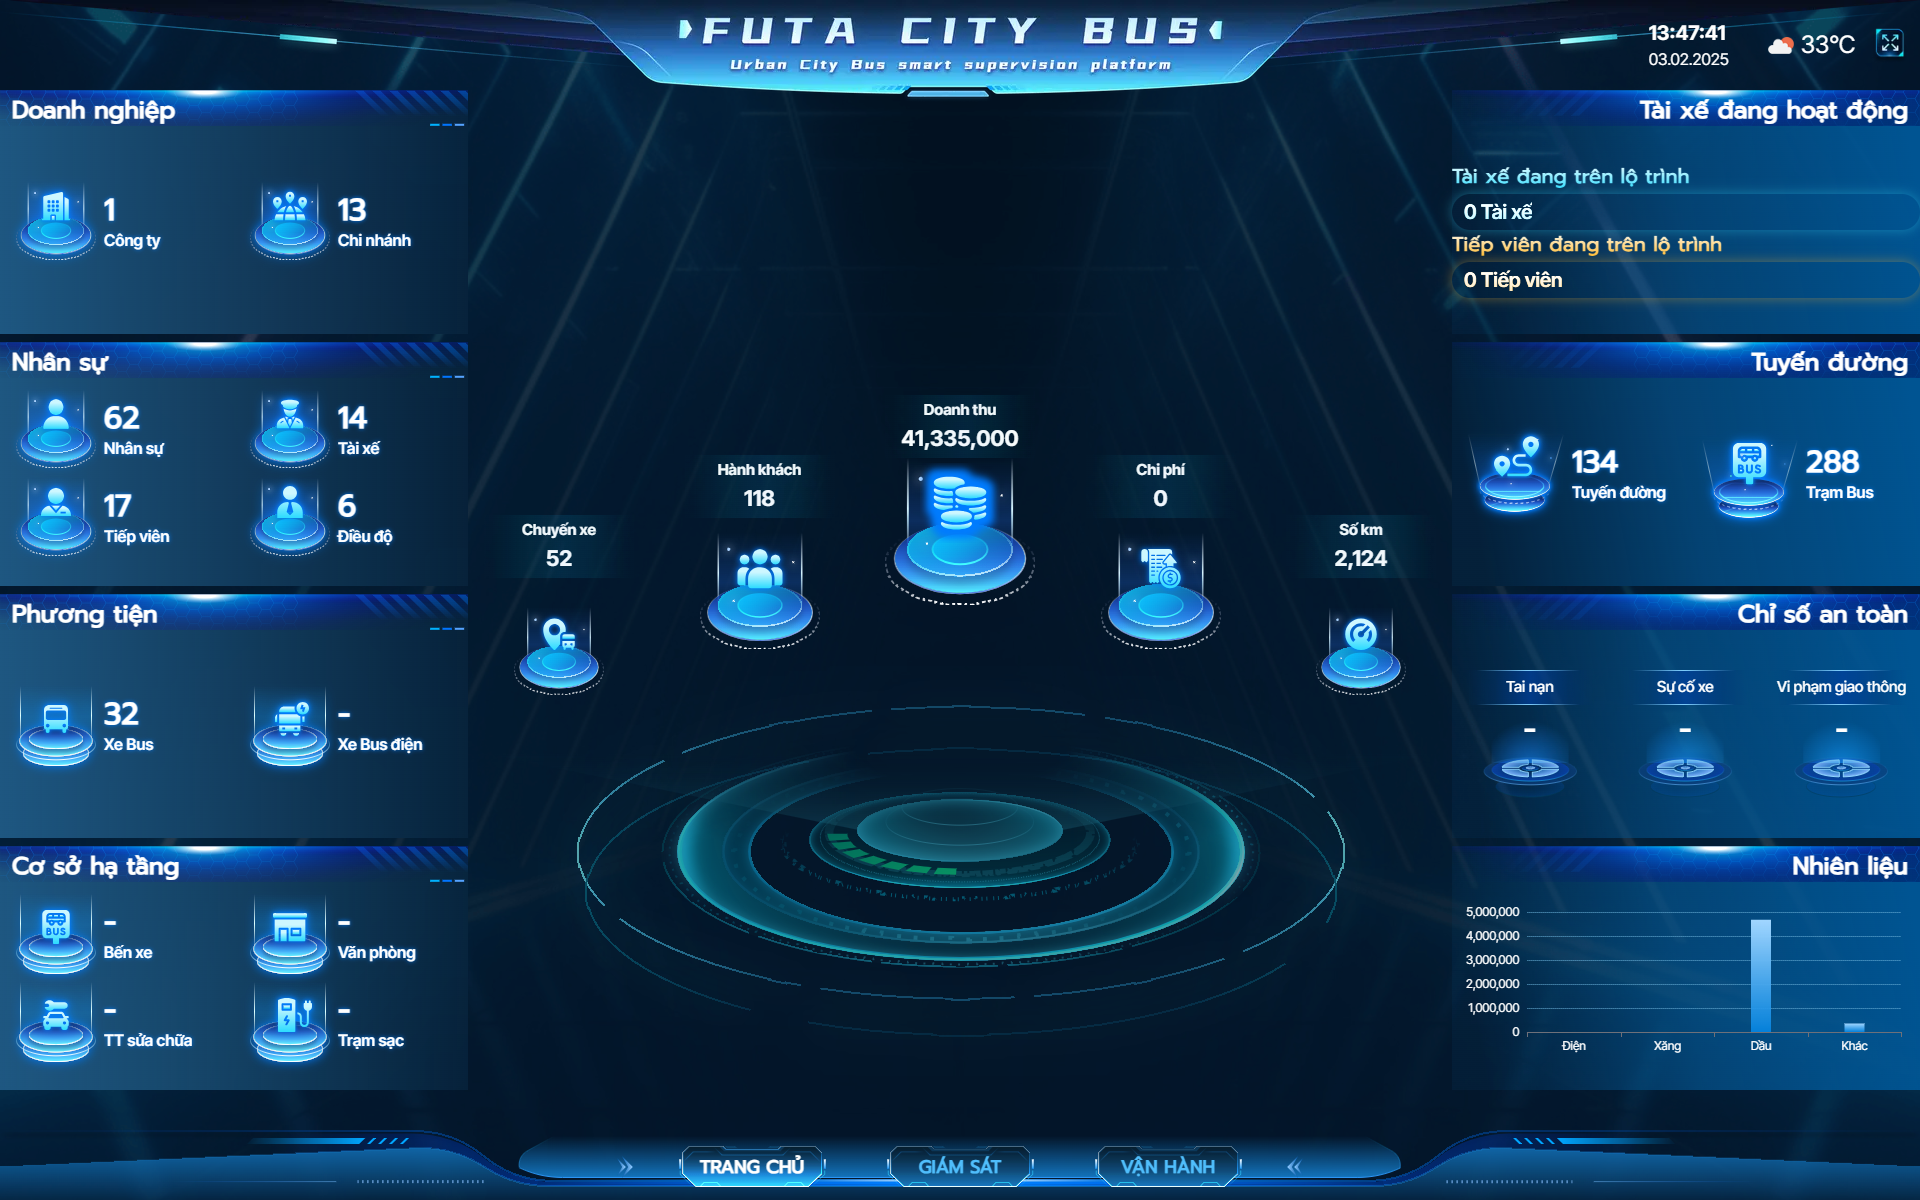 FUTA CITY BUS
Urban City Bus smart supervision platform
13:47:41
03.02.2025
33°C
Doanh nghiệp
1
Công ty
13
Chi nhánh
Nhân sự
62
Nhân sự
14
Tài xế
17
Tiếp viên
6
Điều độ
Phương tiện
32
Xe Bus
-
Xe Bus điện
Cơ sở hạ tầng
BUS
-
Bến xe
-
Văn phòng
-
TT sửa chữa
-
Trạm sạc
Chuyến xe
52
Hành khách
118
Doanh thu
41,335,000
Chi phí
0
Số km
2,124
Tài xế đang hoạt động
Tài xế đang trên lộ trình
0 Tài xế
Tiếp viên đang trên lộ trình
0 Tiếp viên
Tuyến đường
134
Tuyến đường
BUS
288
Trạm Bus
Chỉ số an toàn
Tai nạn
-
Sự cố xe
-
Vi phạm giao thông
-
Nhiên liệu
5,000,000
4,000,000
3,000,000
2,000,000
1,000,000
0
Điện
Xăng
Dầu
Khác
TRANG CHỦ
GIÁM SÁT
VẬN HÀNH